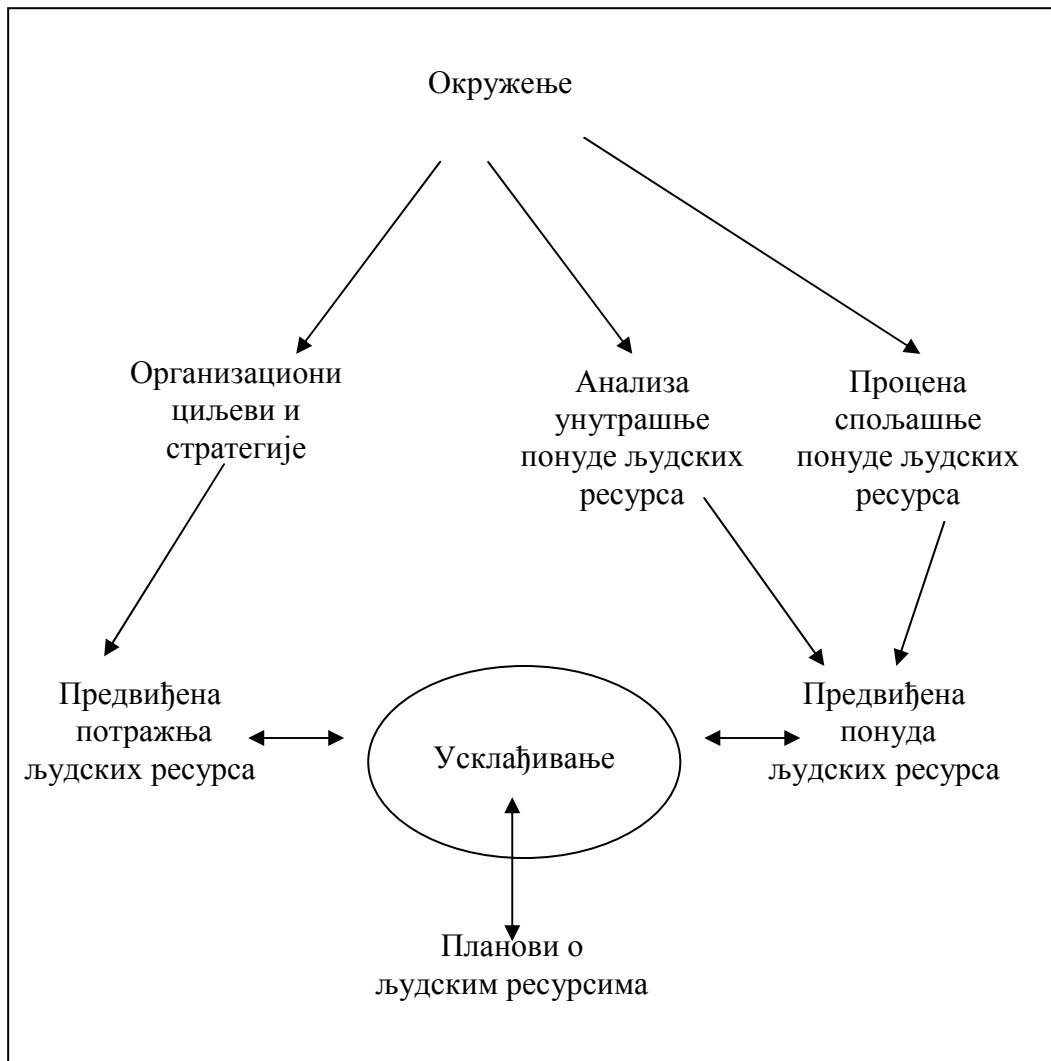 Окружење
Организациони
циљеви и
стратегије
Анализа
унутрашње
понуде људских
ресурса
Процена
спољашње
понуде људских
ресурса
Предвиђена
потражња
људских ресурса
Усклађивање
Предвиђена
понуда
људских ресурса
Планови о
људским ресурсима